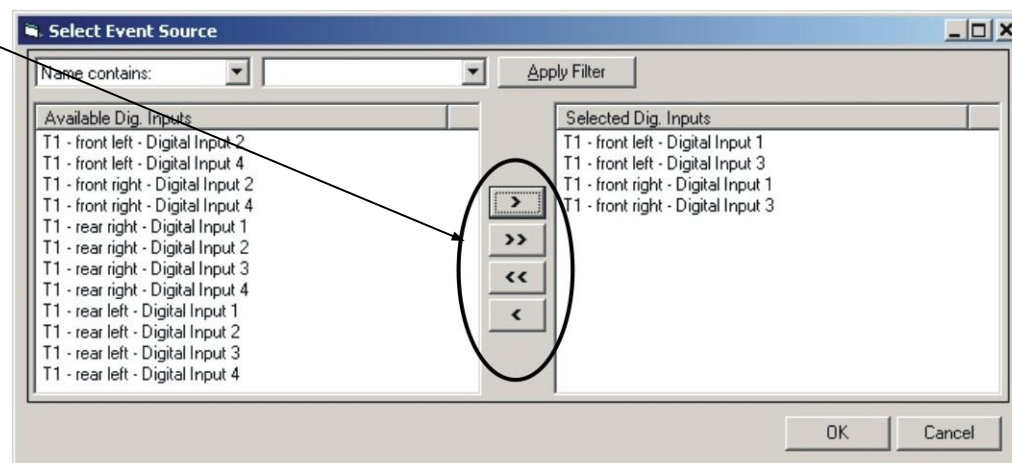 Select Event Source
Name contains:
Apply Filter
Available Dig. Inputs
T1 - front left - Digital Input 2
T1 - front left - Digital Input 4
T1 - front right - Digital Input 2
T1 - front right - Digital Input 4
T1 - rear right - Digital Input 1
T1 - rear right - Digital Input 2
T1 - rear right - Digital Input 3
T1 - rear right - Digital Input 4
T1 - rear left - Digital Input 1
T1 - rear left - Digital Input 2
T1 - rear left - Digital Input 3
T1 - rear left - Digital Input 4
>
>>
<<
<
Selected Dig. Inputs
T1 - front left - Digital Input 1
T1 - front left - Digital Input 3
T1 - front right - Digital Input 1
T1 - front right - Digital Input 3
OK
Cancel